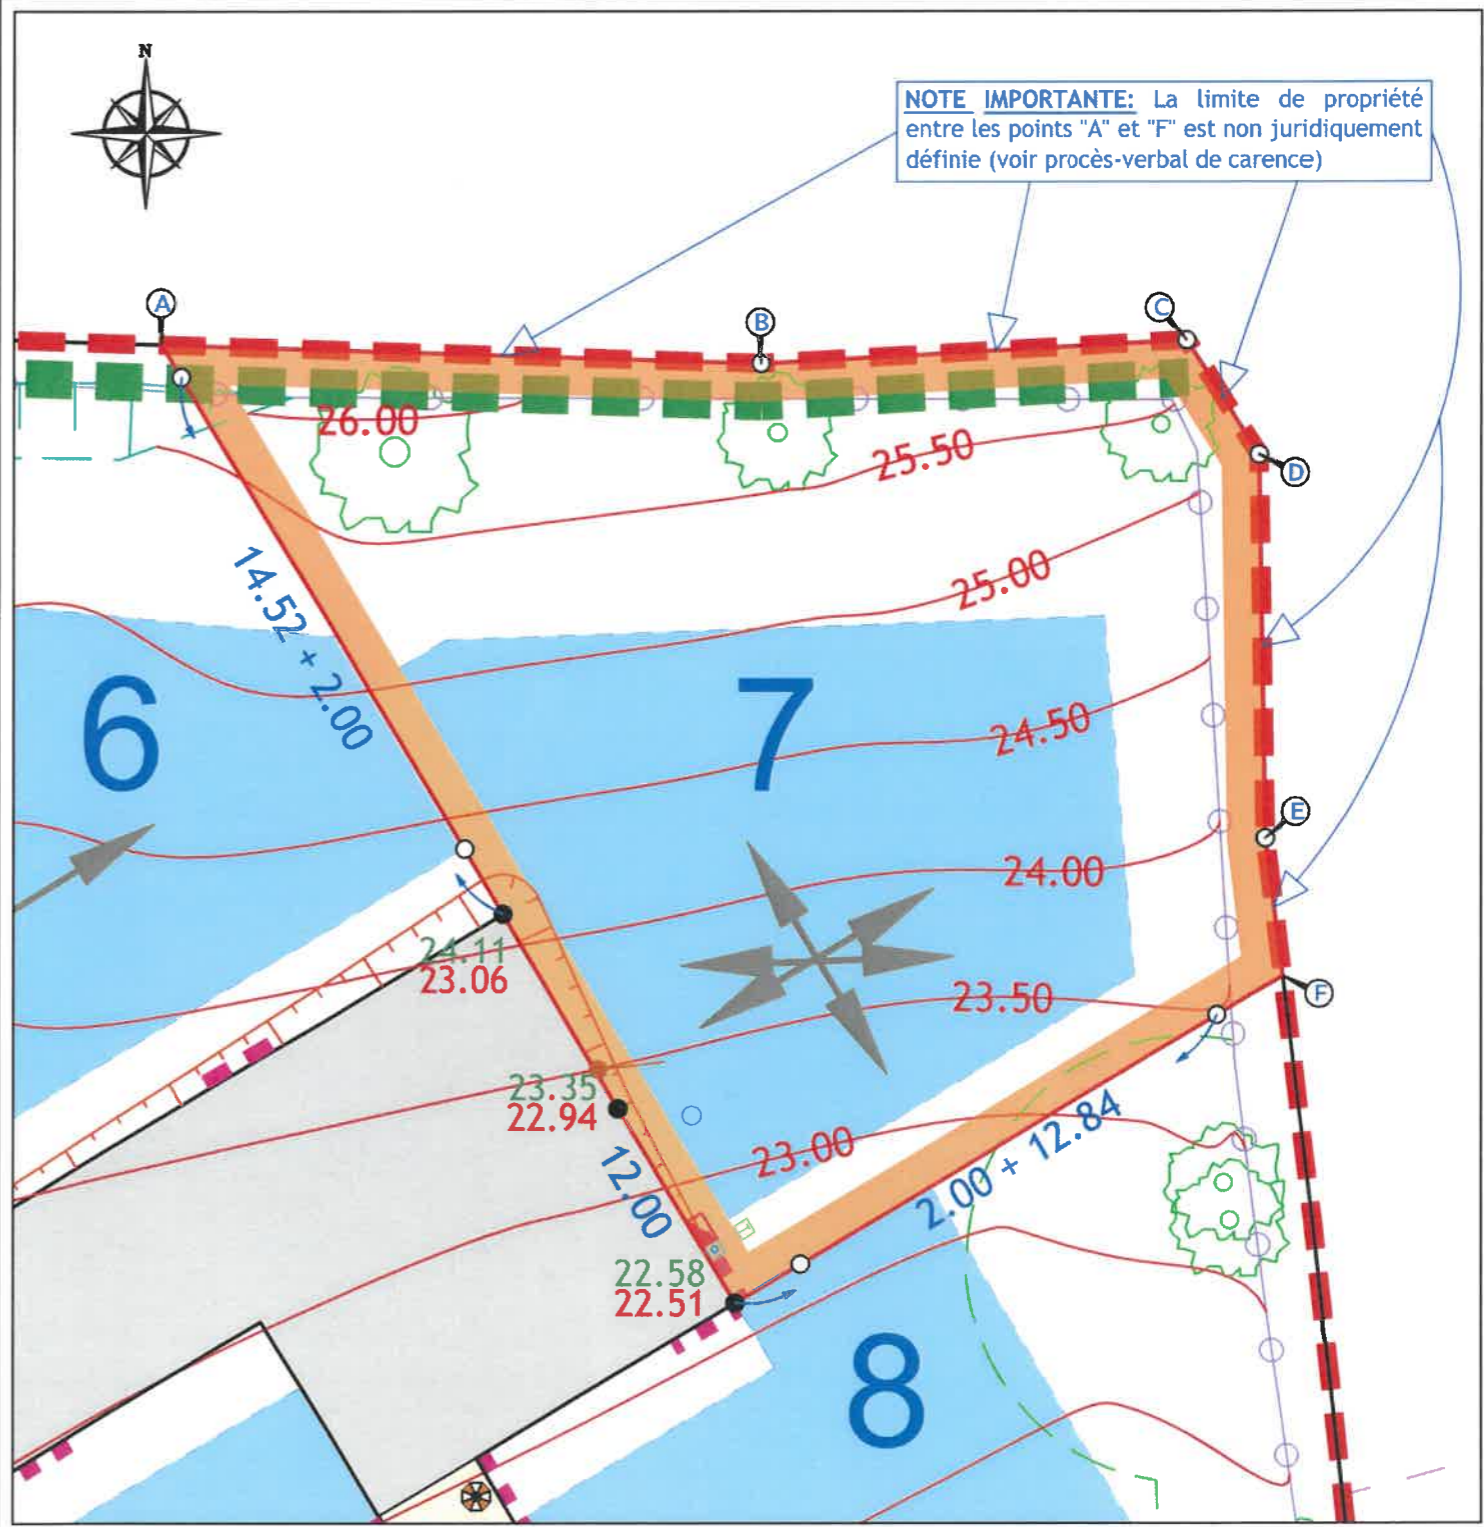 N
NOTE IMPORTANTE: La limite de propriété
entre les points "A" et "F" est non juridiquement
définie (voir procès-verbal de carence)
A
B
C
D
26.00
25.50
14.52 + 2.00
25.00
6
7
24.50
E
24.00
24.11
23.06
23.50
F
23.35
22.94
23.00
2.00 + 12.84
12.00
22.58
22.51
8